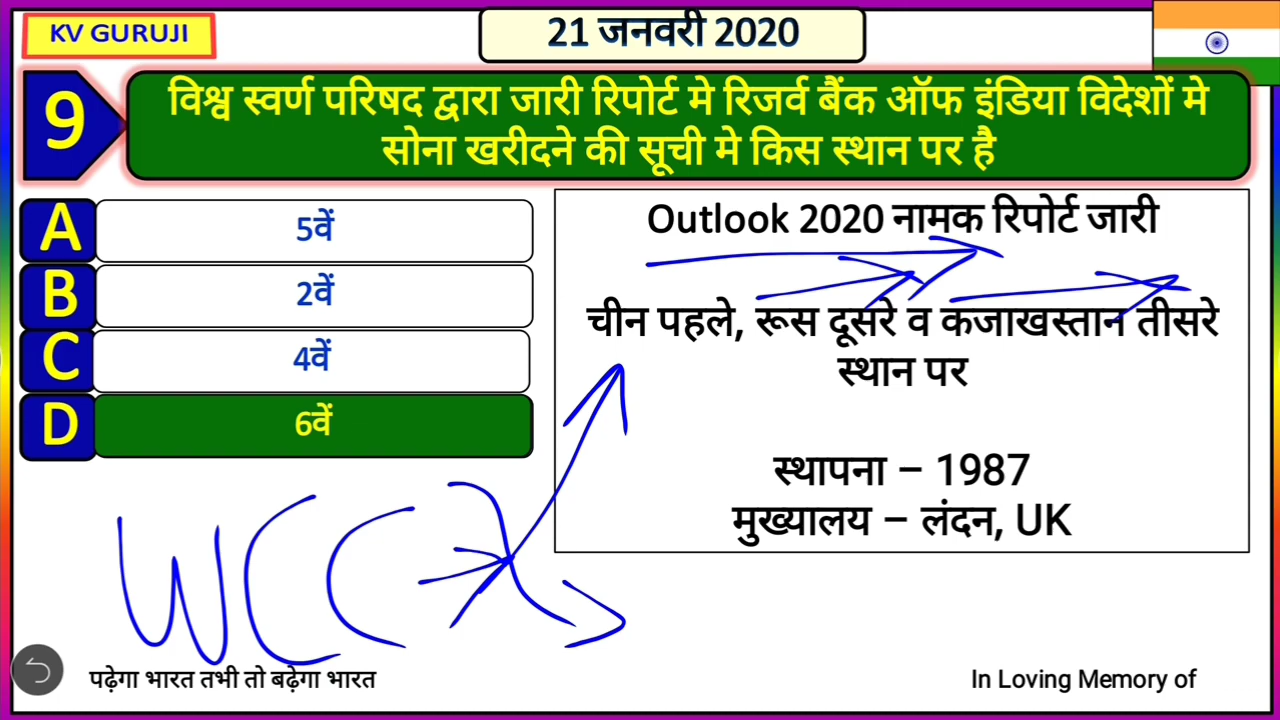 KV GURUJI
21 जनवरी 2020
9
विश्व स्वर्ण परिषद द्वारा जारी रिपोर्ट मे रिजर्व बैंक ऑफ इंडिया विदेशों मे
सोना खरीदने की सूची मे किस स्थान पर है
A 5वें
B 2वें
C 4वें
D 6वें
Outlook 2020 नामक रिपोर्ट जारी
चीन पहले, रूस दूसरे व कजाखस्तान तीसरे
स्थान पर
स्थापना – 1987
मुख्यालय – लंदन, UK
WCC
पढ़ेगा भारत तभी तो बढ़ेगा भारत
In Loving Memory of